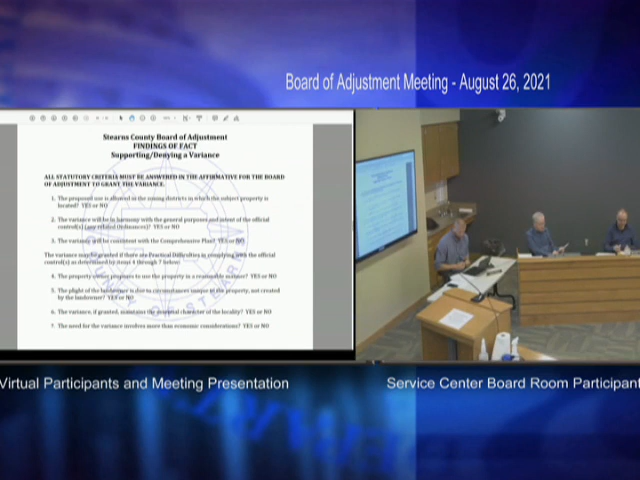 Board of Adjustment Meeting - August 26, 2021
Stearns County Board of Adjustment
FINDINGS OF FACT
Supporting/Denying a Variance
ALL STATUTORY CRITERIA MUST BE ANSWERED IN THE AFFIRMATIVE FOR THE BOARD
OF ADJUSTMENT TO GRANT THE VARIANCE.
1. The proposed use is allowed in the zoning districts in which the subject property is
located? YES or NO
2. The variance will be in harmony with the general purposes and intent of the official
control(s) (any related Ordinances)? YES or NO
3. The variance will be consistent with the Comprehensive Plan? YES or NO
The variance may be granted if there are Practical Difficulties in complying with the official
control(s) as determined by items 4 through 7 below:
4. The property owner proposes to use the property in a reasonable manner? YES or NO
5. The plight of the landowner is due to circumstances unique to the property, not created
by the landowner? YES or NO
6. The variance, if granted, maintains the essential character of the locality? YES or NO
7. The need for the variance involves more than economic considerations? YES or NO
Virtual Participants and Meeting Presentation
Service Center Board Room Participant